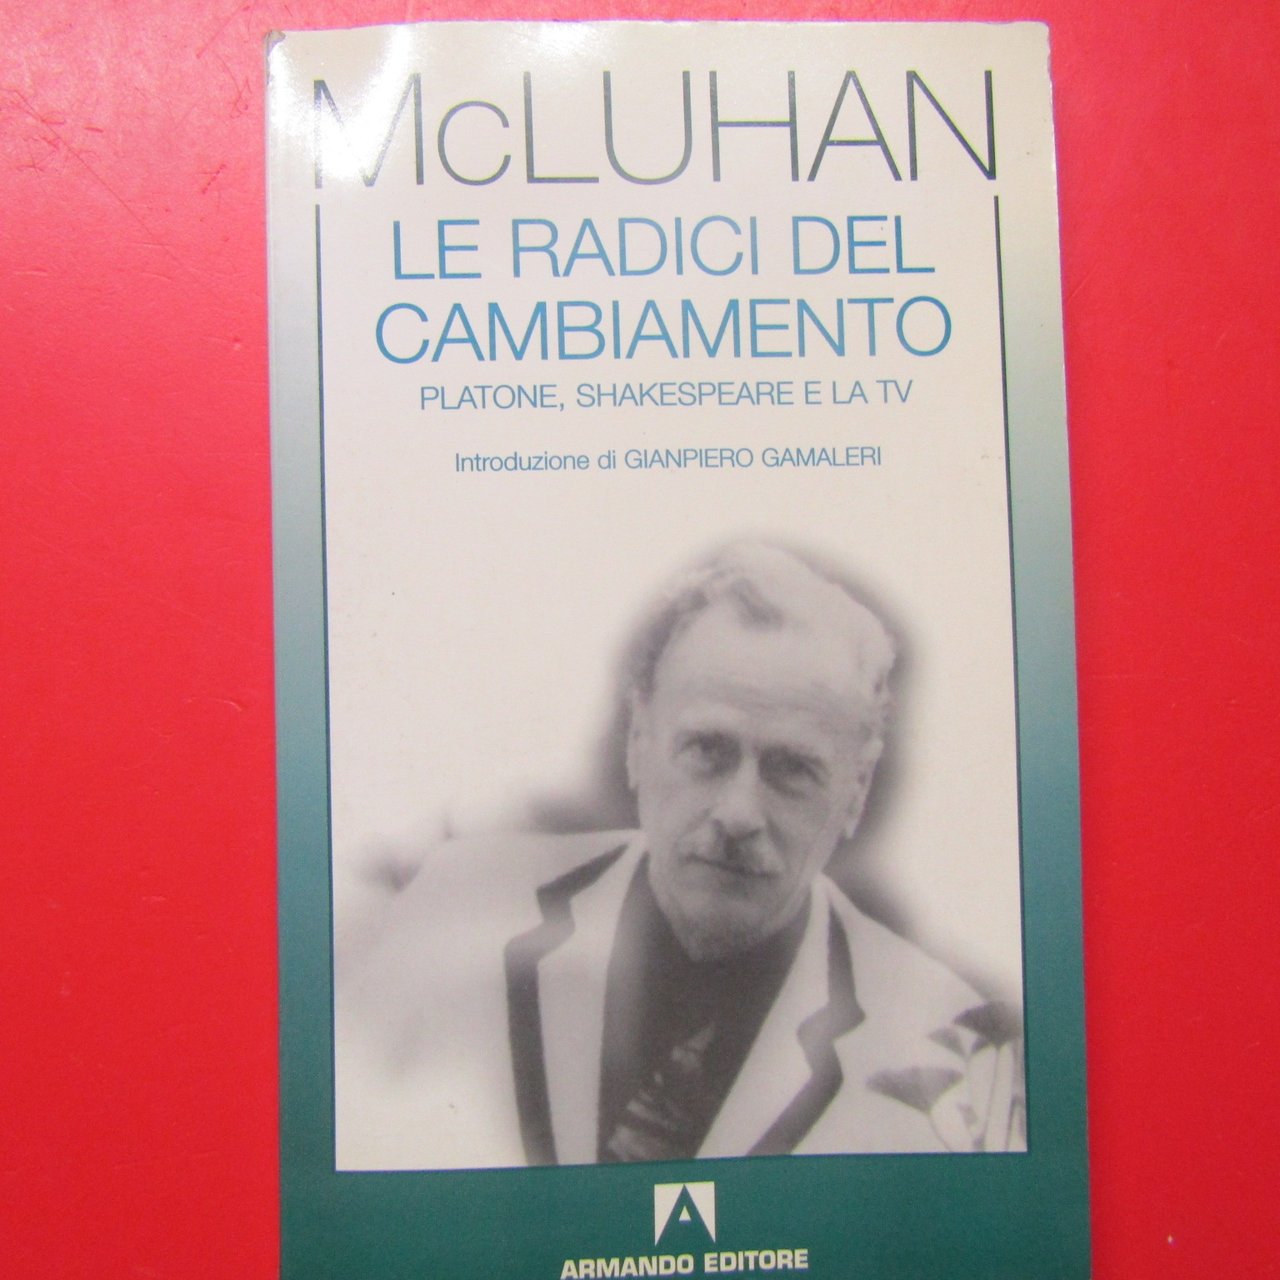 McLUHAN
LE RADICI DEL
CAMBIAMENTO
PLATONE, SHAKESPEARE E LA TV
Introduzione di GIANPIERO GAMALERI
ARMANDO EDITORE